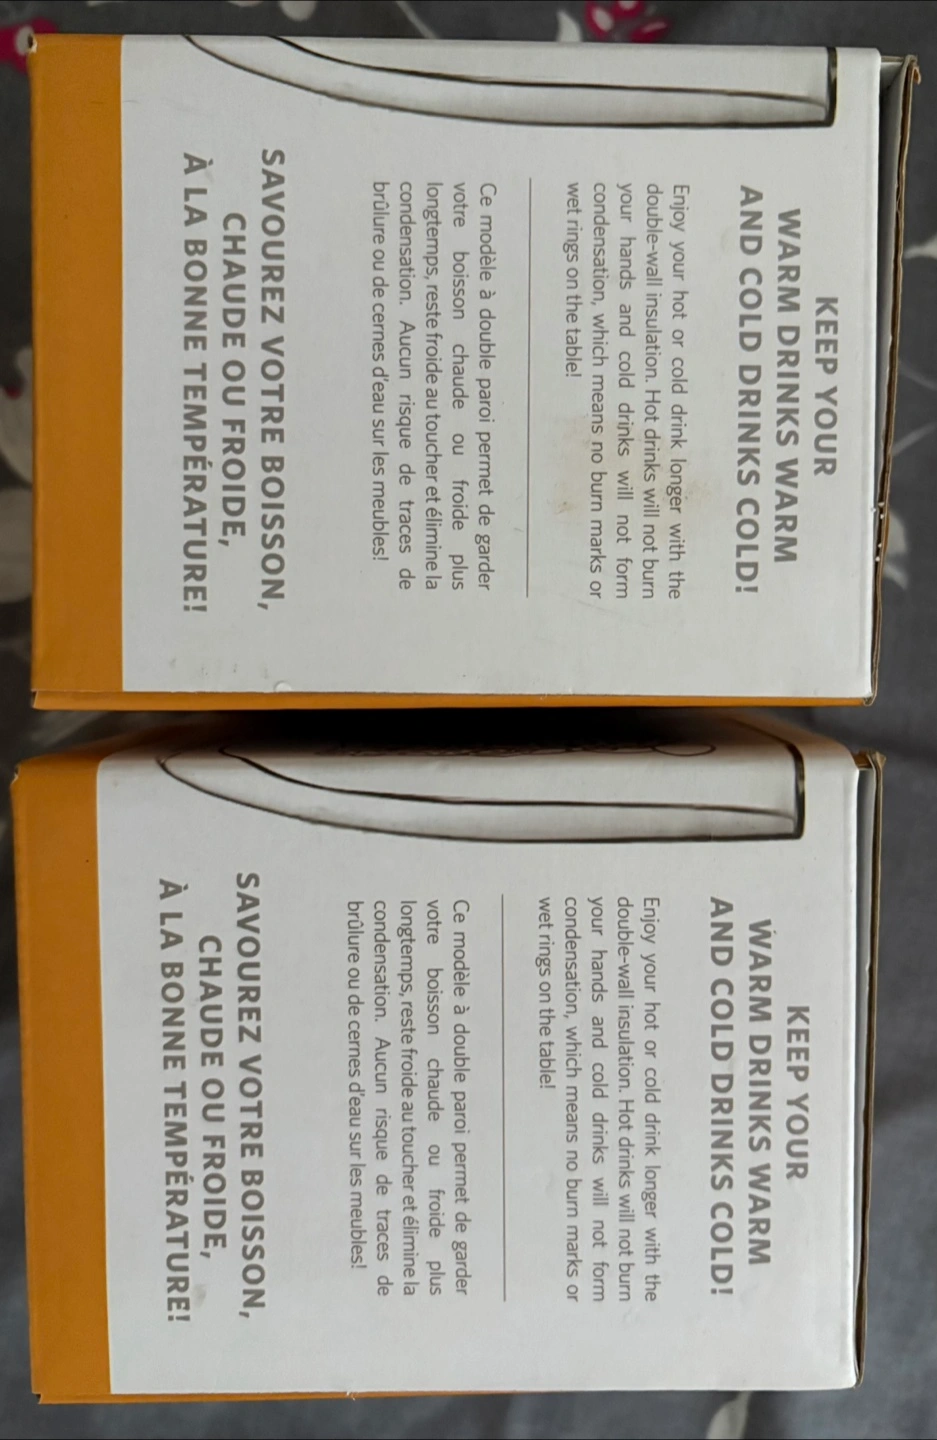 KEEP YOUR
WARM DRINKS WARM
AND COLD DRINKS COLD!
Enjoy your hot or cold drink longer with the
double-wall insulation. Hot drinks will not burn
your hands and cold drinks will not form
condensation, which means no burn marks or
wet rings on the table!
Ce modèle à double paroi permet de garder
votre boisson chaude ou froide plus
longtemps, reste froide au toucher et élimine la
condensation. Aucun risque de traces de
brûlure ou de cernes d'eau sur les meubles!
SAVOUREZ VOTRE BOISSON,
CHAUDE OU FROIDE,
À LA BONNE TEMPÉRATURE!
KEEP YOUR
WARM DRINKS WARM
AND COLD DRINKS COLD!
Enjoy your hot or cold drink longer with the
double-wall insulation. Hot drinks will not burn
your hands and cold drinks will not form
condensation, which means no burn marks or
wet rings on the table!
Ce modèle à double paroi permet de garder
votre boisson chaude ou froide plus
longtemps, reste froide au toucher et élimine la
condensation. Aucun risque de traces de
brûlure ou de cernes d'eau sur les meubles!
SAVOUREZ VOTRE BOISSON,
CHAUDE OU FROIDE,
À LA BONNE TEMPÉRATURE!